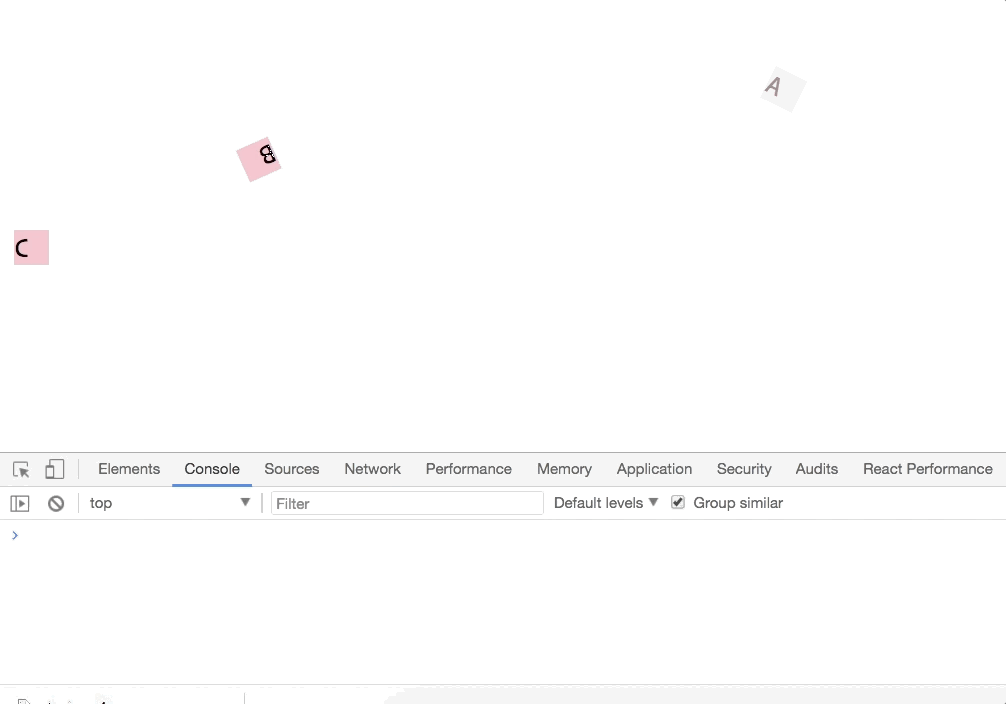 A
B
C
Elements Console Sources Network Performance Memory Application Security Audits React Performance
top Filter Default levels Group similar